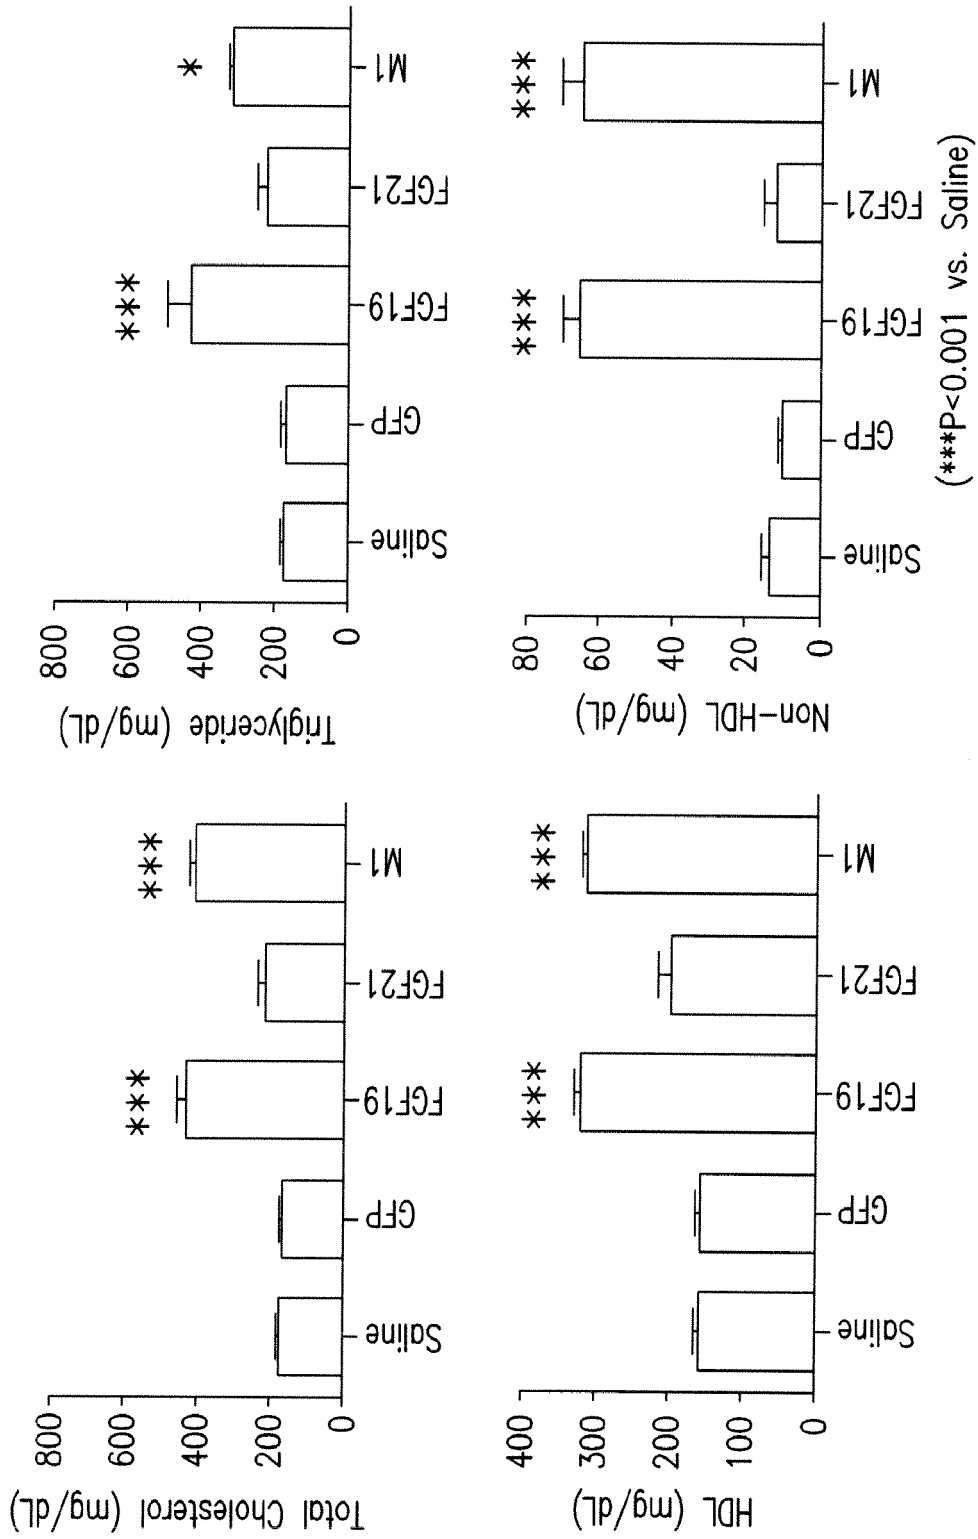 Total Cholesterol (mg/dL)
800
600
400
200
0
***
***
Saline
GFP
FGF19
FGF21
M1
Triglyceride (mg/dL)
800
600
400
200
0
***
*
Saline
GFP
FGF19
FGF21
M1
HDL (mg/dL)
400
300
200
100
0
***
***
Saline
GFP
FGF19
FGF21
M1
Non-HDL (mg/dL)
80
60
40
20
0
***
***
Saline
GFP
FGF19
FGF21
M1
(***P<0.001 vs. Saline)